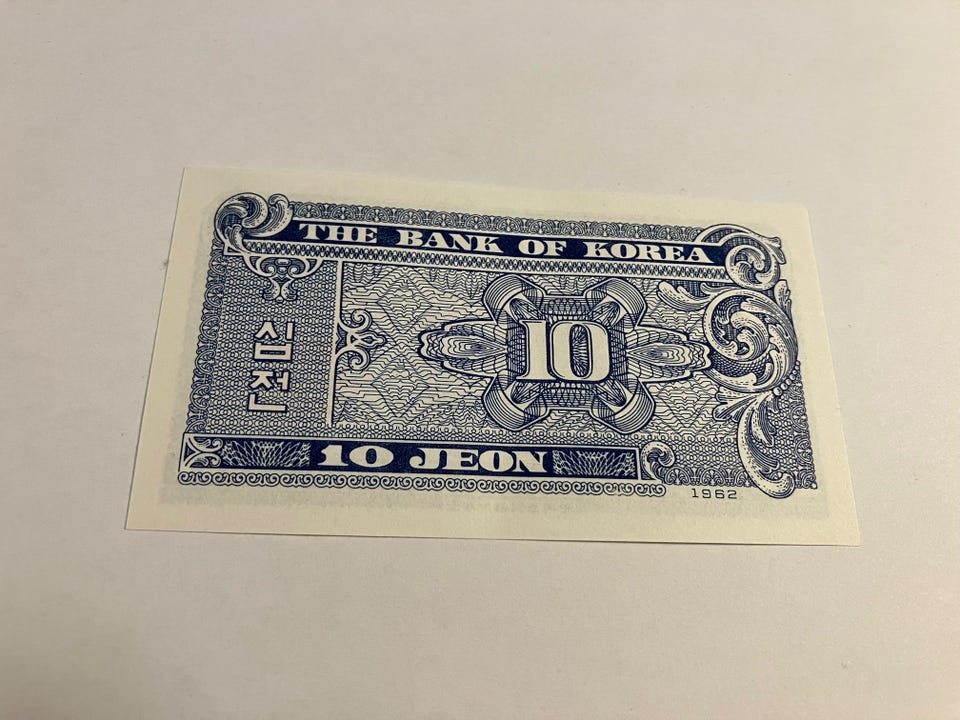 THE BANK OF KOREA
십
전
10
10 JEON
1962